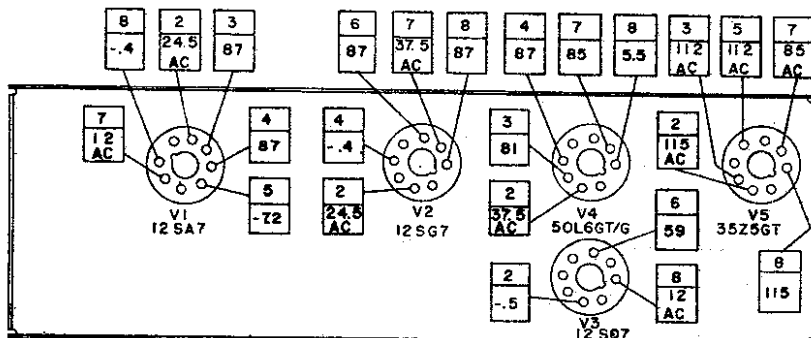 8 2 3 6 7 8 4 7 8 3 5 7
-.4 24.5 AC 87 87 37.5 AC 87 87 85 5.5 112 AC 112 AC 85 AC
7 4 4 3 2
12 AC 87 -.4 81 115 AC
5 2 2 6
-.72 24.5 AC 37.5 AC 59
V1 V2 V4 V5
12SA7 12SG7 50L6GT/G 35Z5GT
2 8 8
-.5 12 AC 115
V3
12SQ7